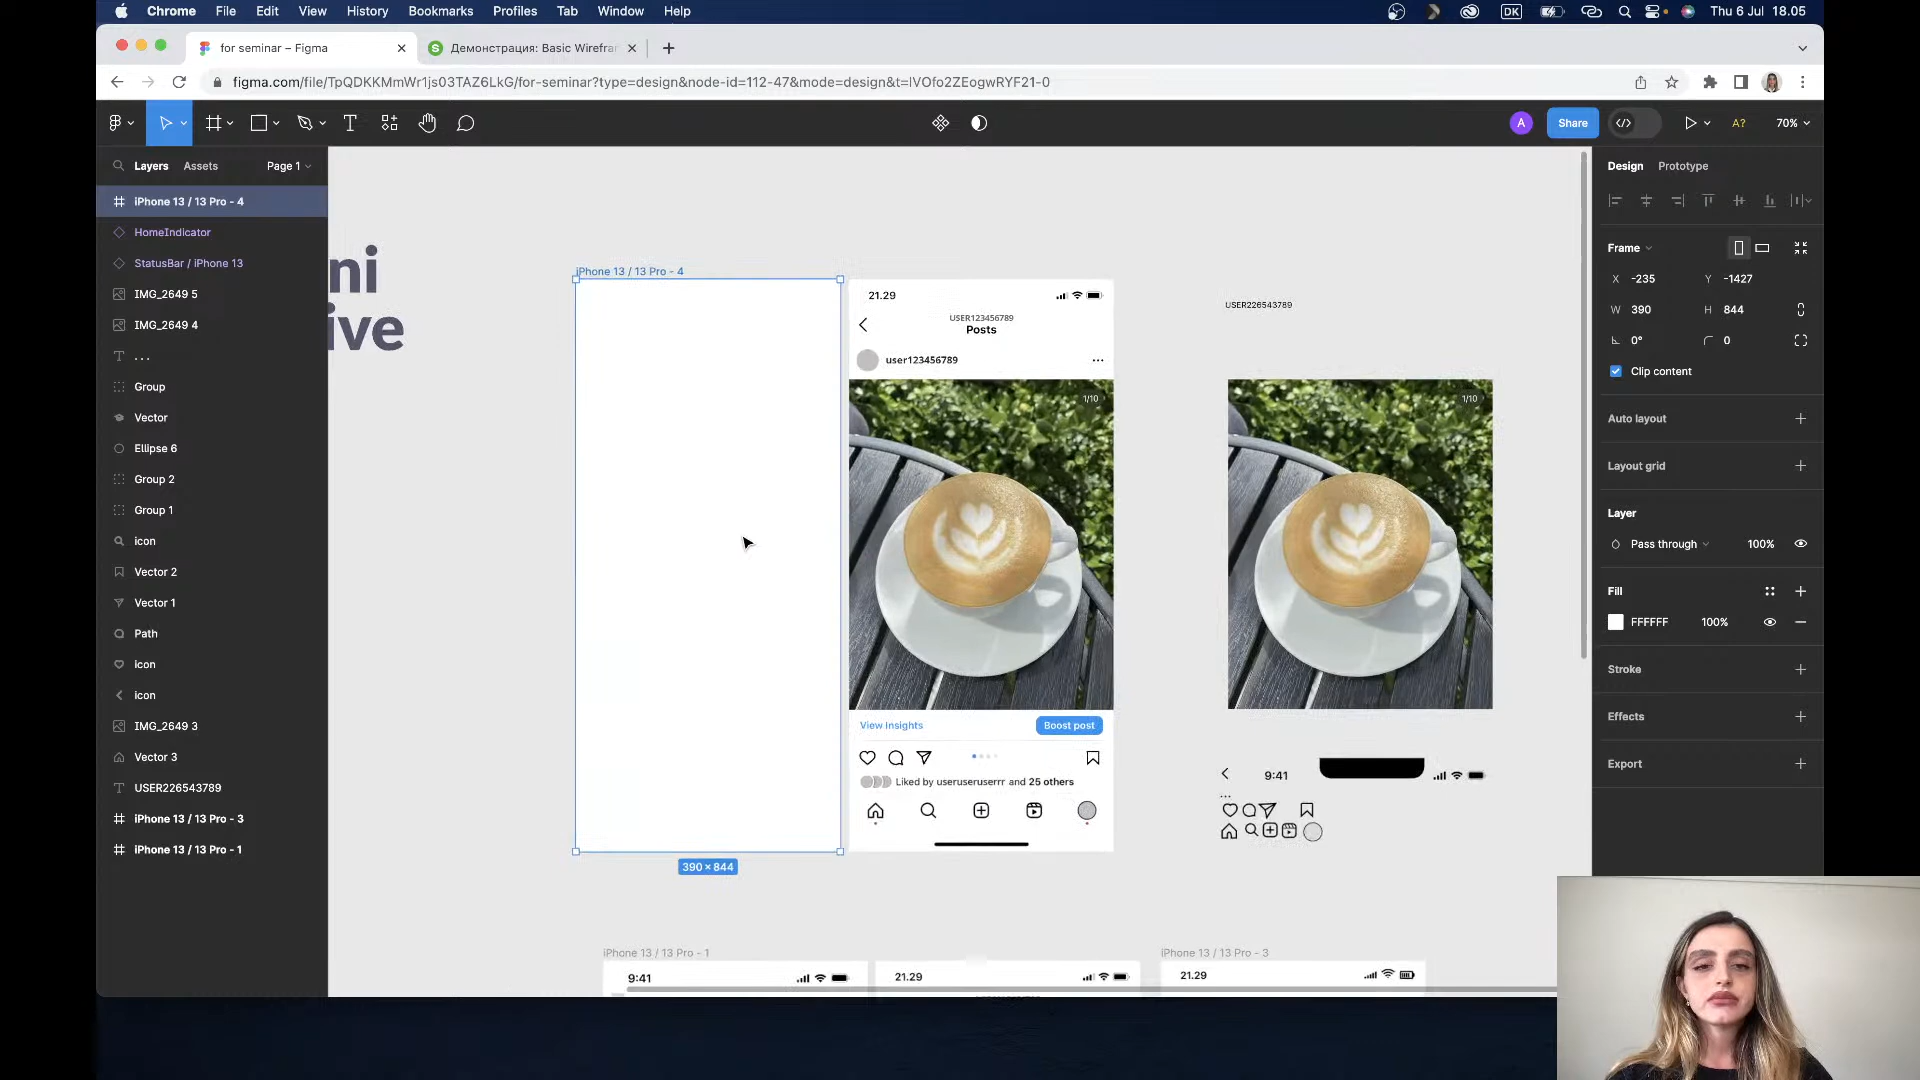 Chrome File Edit View History Bookmarks Profiles Tab Window Help
DK
Thu 6 Jul 18.05
for seminar – Figma
Демонстрация: Basic Wirefra
figma.com/file/TpQDKKMmWr1js03TAZ6LkG/for-seminar?type=design&node-id=112-47&mode=design&t=lVOfo2ZEogwRYF21-0
A
Share
A?
70%
Layers Assets Page 1
iPhone 13 / 13 Pro - 4
HomeIndicator
StatusBar / iPhone 13
IMG_2649 5
IMG_2649 4
...
Group
Vector
Ellipse 6
Group 2
Group 1
icon
Vector 2
Vector 1
Path
icon
icon
IMG_2649 3
Vector 3
USER226543789
iPhone 13 / 13 Pro - 3
iPhone 13 / 13 Pro - 1
ni
ive
iPhone 13 / 13 Pro - 4
390 × 844
21.29
USER123456789
Posts
user123456789
1/10
View Insights
Boost post
Liked by useruseruserrr and 25 others
USER226543789
1/10
9:41
...
iPhone 13 / 13 Pro - 1
9:41
21.29
iPhone 13 / 13 Pro - 3
21.29
Design Prototype
Frame
X -235 Y -1427
W 390 H 844
0° 0
Clip content
Auto layout
Layout grid
Layer
Pass through 100%
Fill
FFFFFF 100%
Stroke
Effects
Export